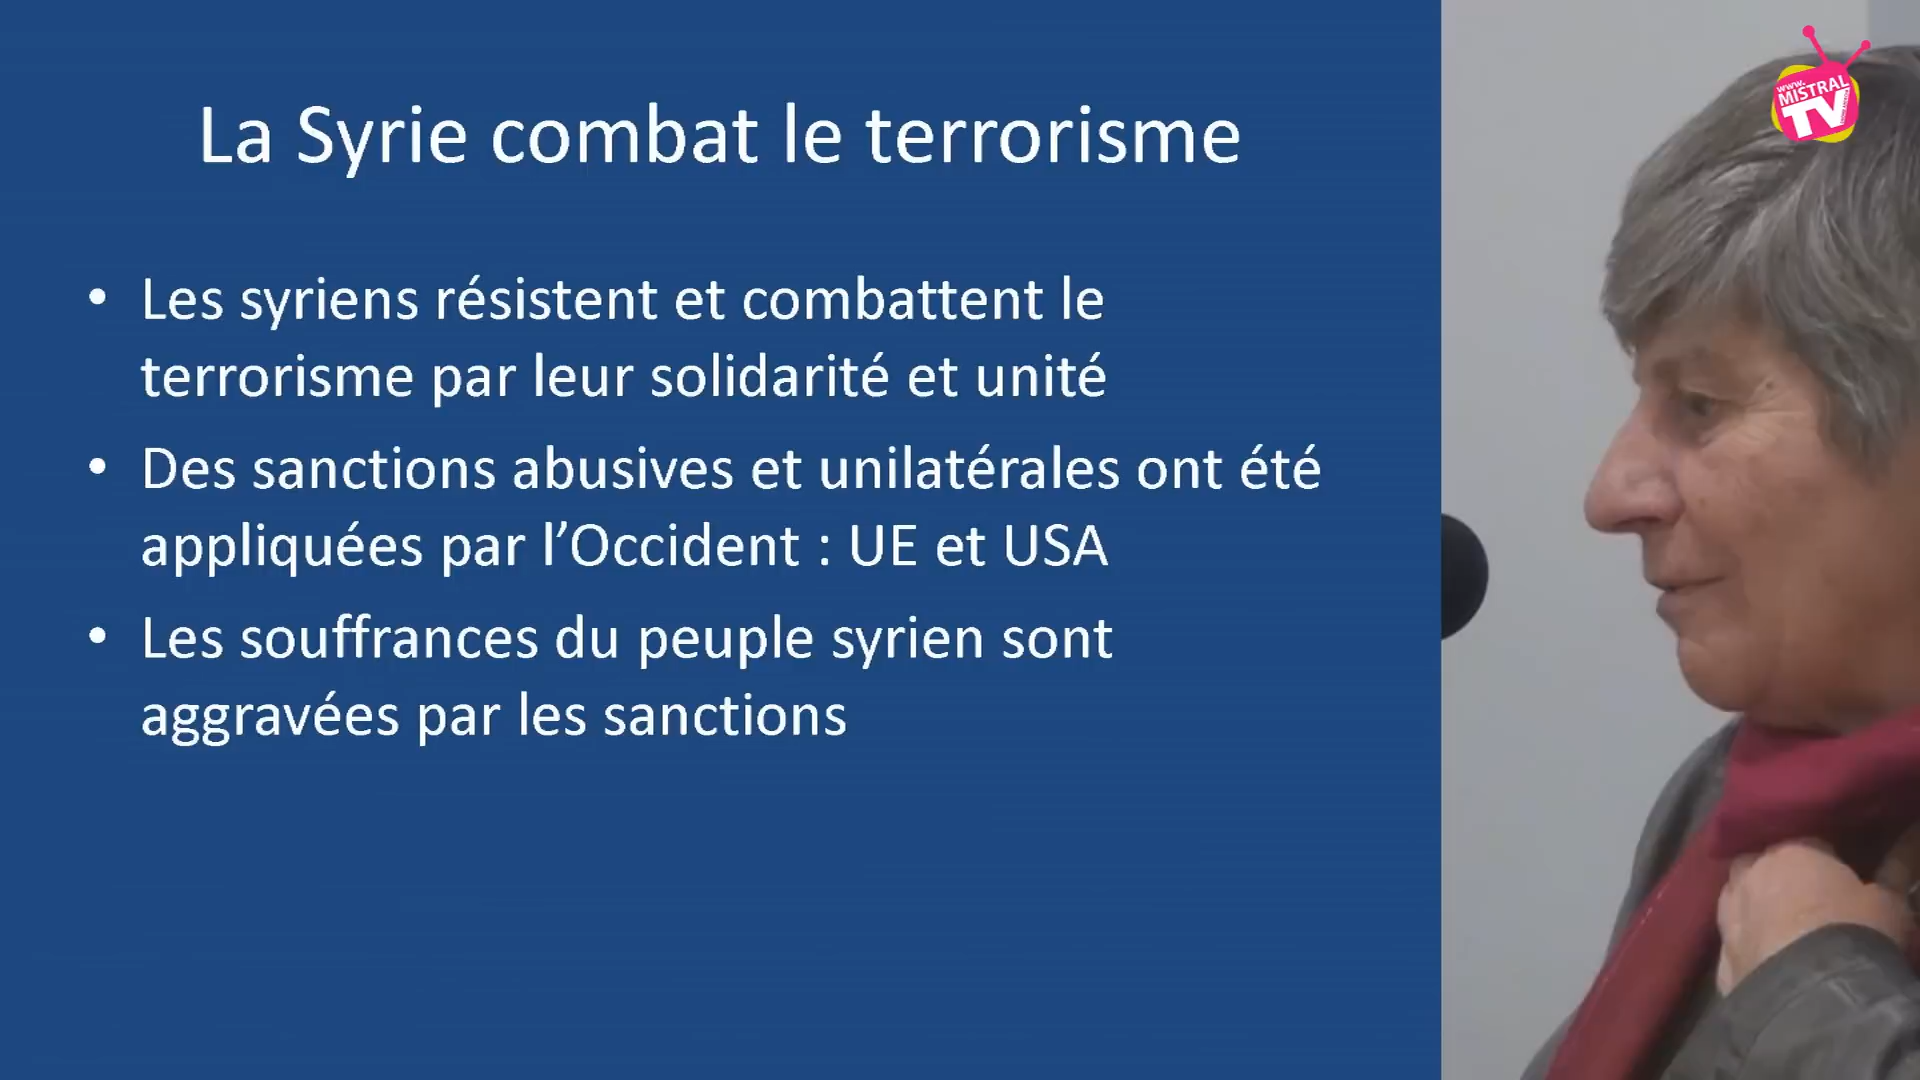 www.
MISTRAL
TV
La Syrie combat le terrorisme
• Les syriens résistent et combattent le
terrorisme par leur solidarité et unité
• Des sanctions abusives et unilatérales ont été
appliquées par l’Occident : UE et USA
• Les souffrances du peuple syrien sont
aggravées par les sanctions